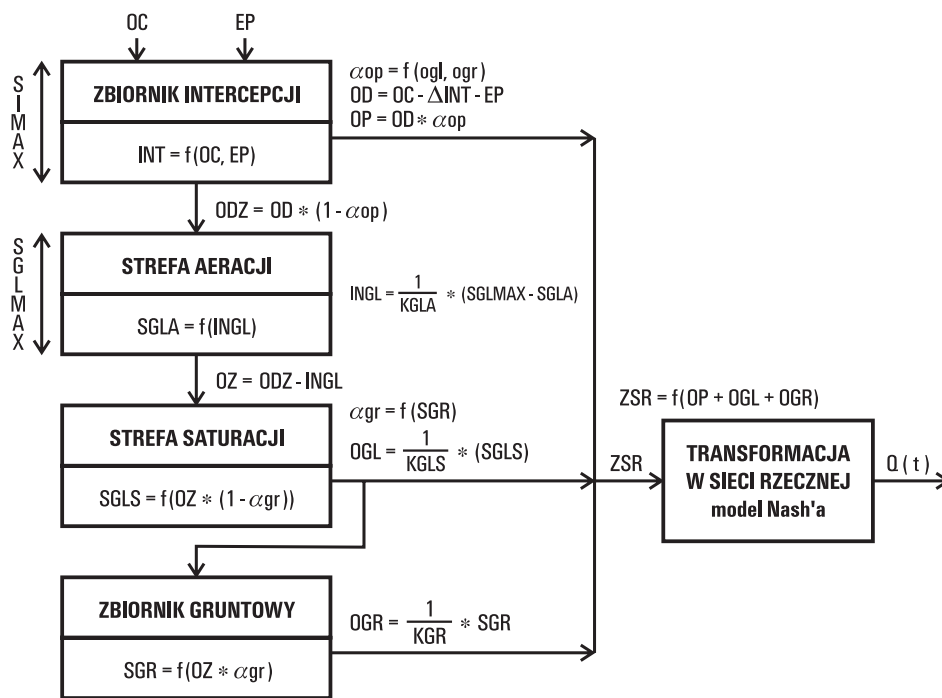 OC EP
SIMAX
ZBIORNIK INTERCEPCJI
INT = f(OC, EP)
αop = f(ogl, ogr)
OD = OC - ΔINT - EP
OP = OD * αop
ODZ = OD * (1 - αop)
SGLMAX
STREFA AERACJI
SGLA = f(INGL)
INGL = 1/KGLA * (SGLMAX - SGLA)
OZ = ODZ - INGL
STREFA SATURACJI
SGLS = f(OZ * (1 - αgr))
αgr = f(SGR)
OGL = 1/KGLS * (SGLS)
ZSR = f(OP + OGL + OGR)
ZSR
TRANSFORMACJA
W SIECI RZECZNEJ
model Nash'a
Q(t)
ZBIORNIK GRUNTOWY
SGR = f(OZ * αgr)
OGR = 1/KGR * SGR